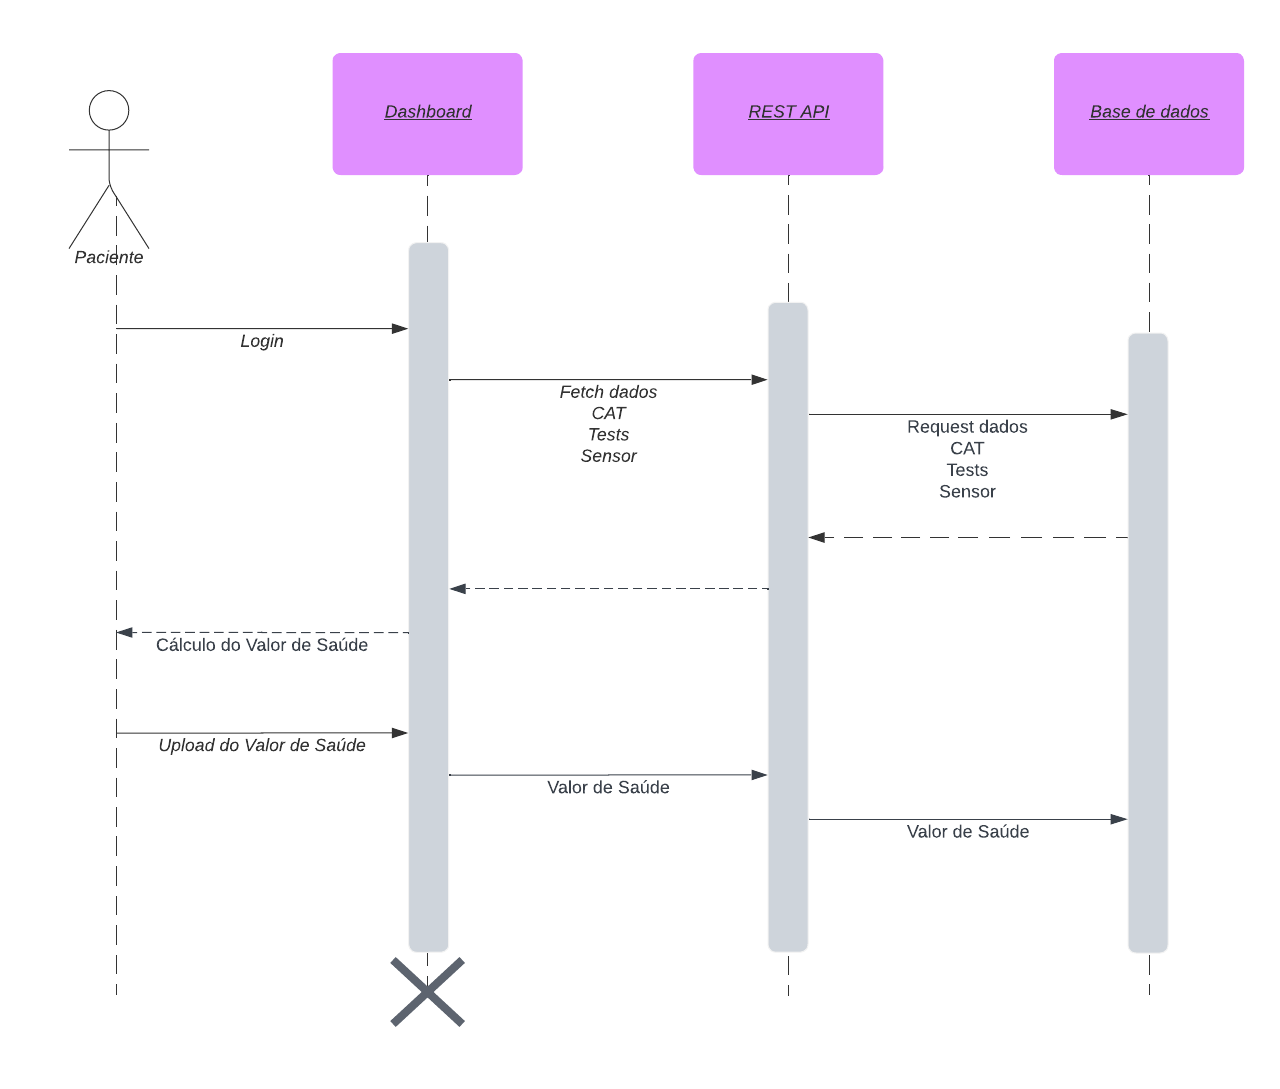 Dashboard
REST API
Base de dados
Paciente
Login
Fetch dados
CAT
Tests
Sensor
Request dados
CAT
Tests
Sensor
Cálculo do Valor de Saúde
Upload do Valor de Saúde
Valor de Saúde
Valor de Saúde